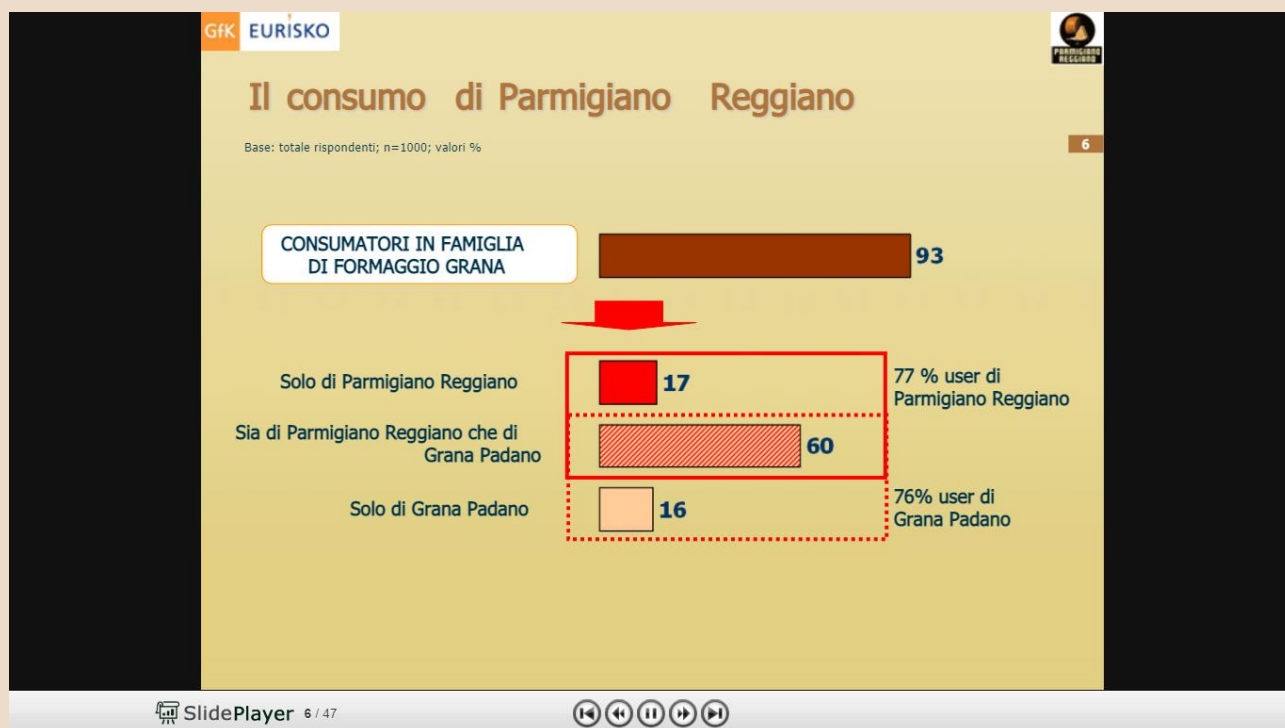 GfK EURISKO
PARMIGIANO
REGGIANO
Il consumo di Parmigiano Reggiano
Base: totale rispondenti; n=1000; valori %
6
CONSUMATORI IN FAMIGLIA
DI FORMAGGIO GRANA
93
Solo di Parmigiano Reggiano
17
77 % user di
Parmigiano Reggiano
Sia di Parmigiano Reggiano che di
Grana Padano
60
Solo di Grana Padano
16
76% user di
Grana Padano
SlidePlayer 6 / 47